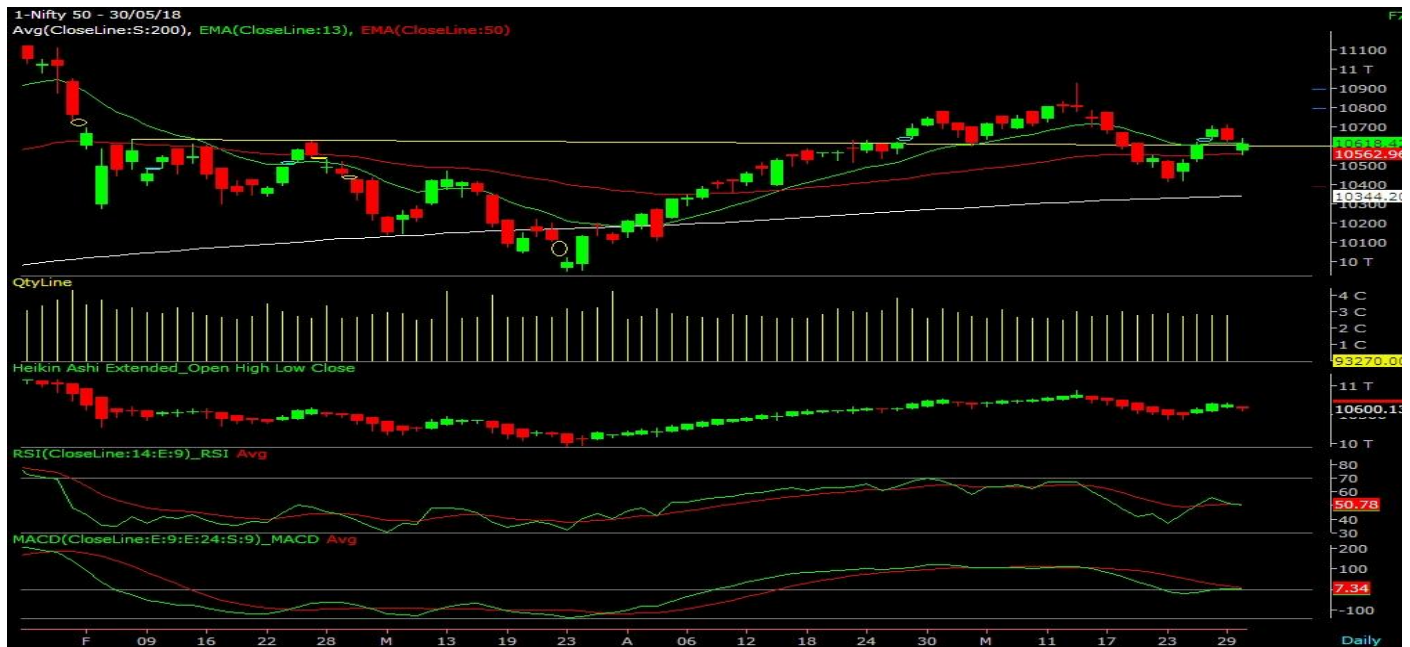 1-Nifty 50 - 30/05/18
Avg(CloseLine:S:200), EMA(CloseLine:13), EMA(CloseLine:50)
11100
11 T
10900
10800
10700
10618.4
10562.96
10500
10400
10344.20
10300
10200
10100
10 T
QtyLine
4 C
3 C
2 C
1 C
93270.00
Heikin Ashi Extended_Open High Low Close
11 T
10600.13
10 T
RSI(CloseLine:14:E:9)_RSI Avg
80
70
60
50.78
40
30
MACD(CloseLine:E:9:E:24:S:9)_MACD Avg
200
100
7.34
-100
F 09 16 22 28 M 13 19 23 A 06 12 18 24 30 M 11 17 23 29 Daily